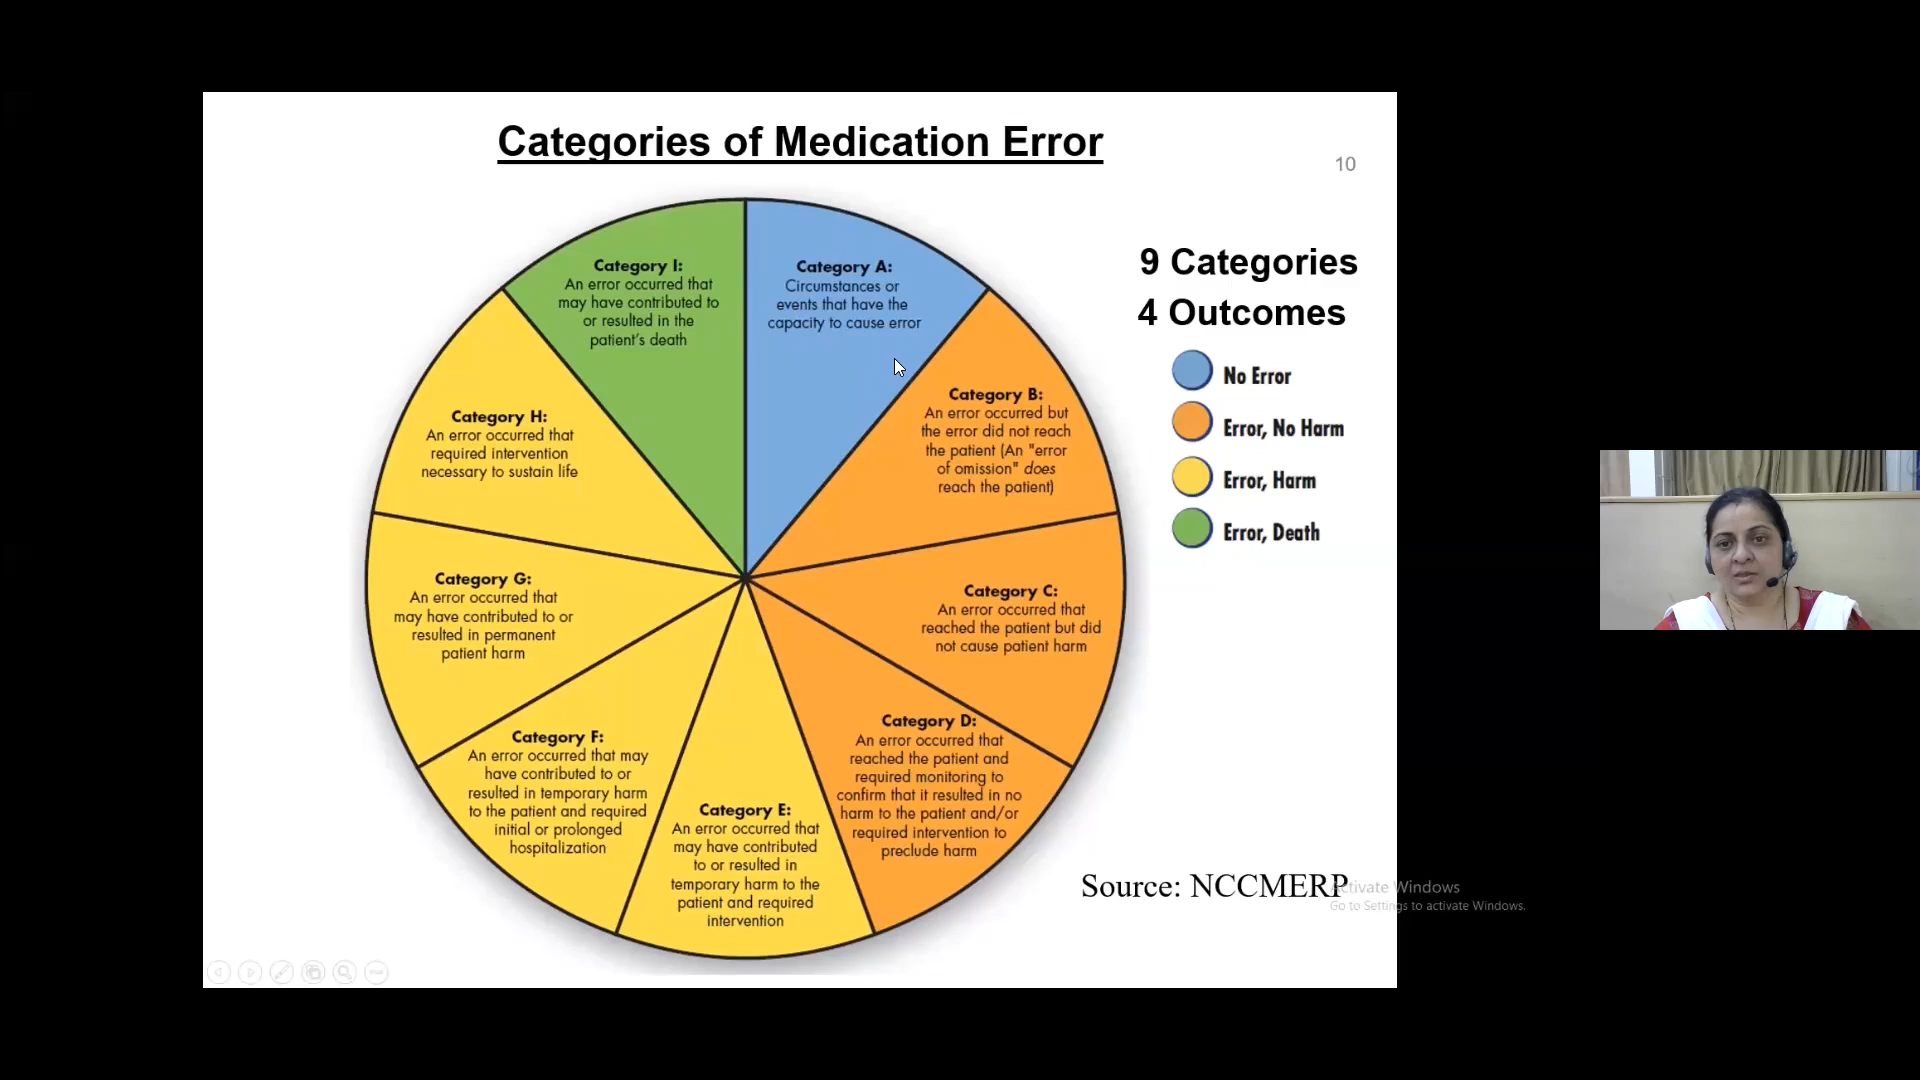 Categories of Medication Error
10
Category I:
An error occurred that
may have contributed to
or resulted in the
patient's death
Category A:
Circumstances or
events that have the
capacity to cause error
9 Categories
4 Outcomes
No Error
Error, No Harm
Error, Harm
Error, Death
Category B:
An error occurred but
the error did not reach
the patient (An "error
of omission" does
reach the patient)
Category H:
An error occurred that
required intervention
necessary to sustain life
Category C:
An error occurred that
reached the patient but did
not cause patient harm
Category G:
An error occurred that
may have contributed to or
resulted in permanent
patient harm
Category D:
An error occurred that
reached the patient and
required monitoring to
confirm that it resulted in no
harm to the patient and/or
required intervention to
preclude harm
Category F:
An error occurred that may
have contributed to or
resulted in temporary harm
to the patient and required
initial or prolonged
hospitalization
Category E:
An error occurred that
may have contributed
to or resulted in
temporary harm to the
patient and required
intervention
Source: NCCMERP
Activate Windows
Go to Settings to activate Windows.